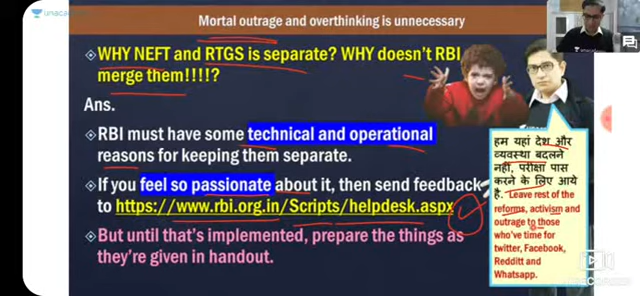 unacademy
Mortal outrage and overthinking is unnecessary
WHY NEFT and RTGS is separate? WHY doesn't RBI
merge them!!!!?
Ans.
RBI must have some technical and operational
reasons for keeping them separate.
If you feel so passionate about it, then send feedback
to https://www.rbi.org.in/Scripts/helpdesk.aspx
But until that's implemented, prepare the things as
they're given in handout.
हम यहां देश और
व्यवस्था बदलने
नहीं, परीक्षा पास
करने के लिए आये
है. Leave rest of the
reforms, activism and
outrage to those
who've time for
twitter, Facebook,
Redditt and
Whatsapp.